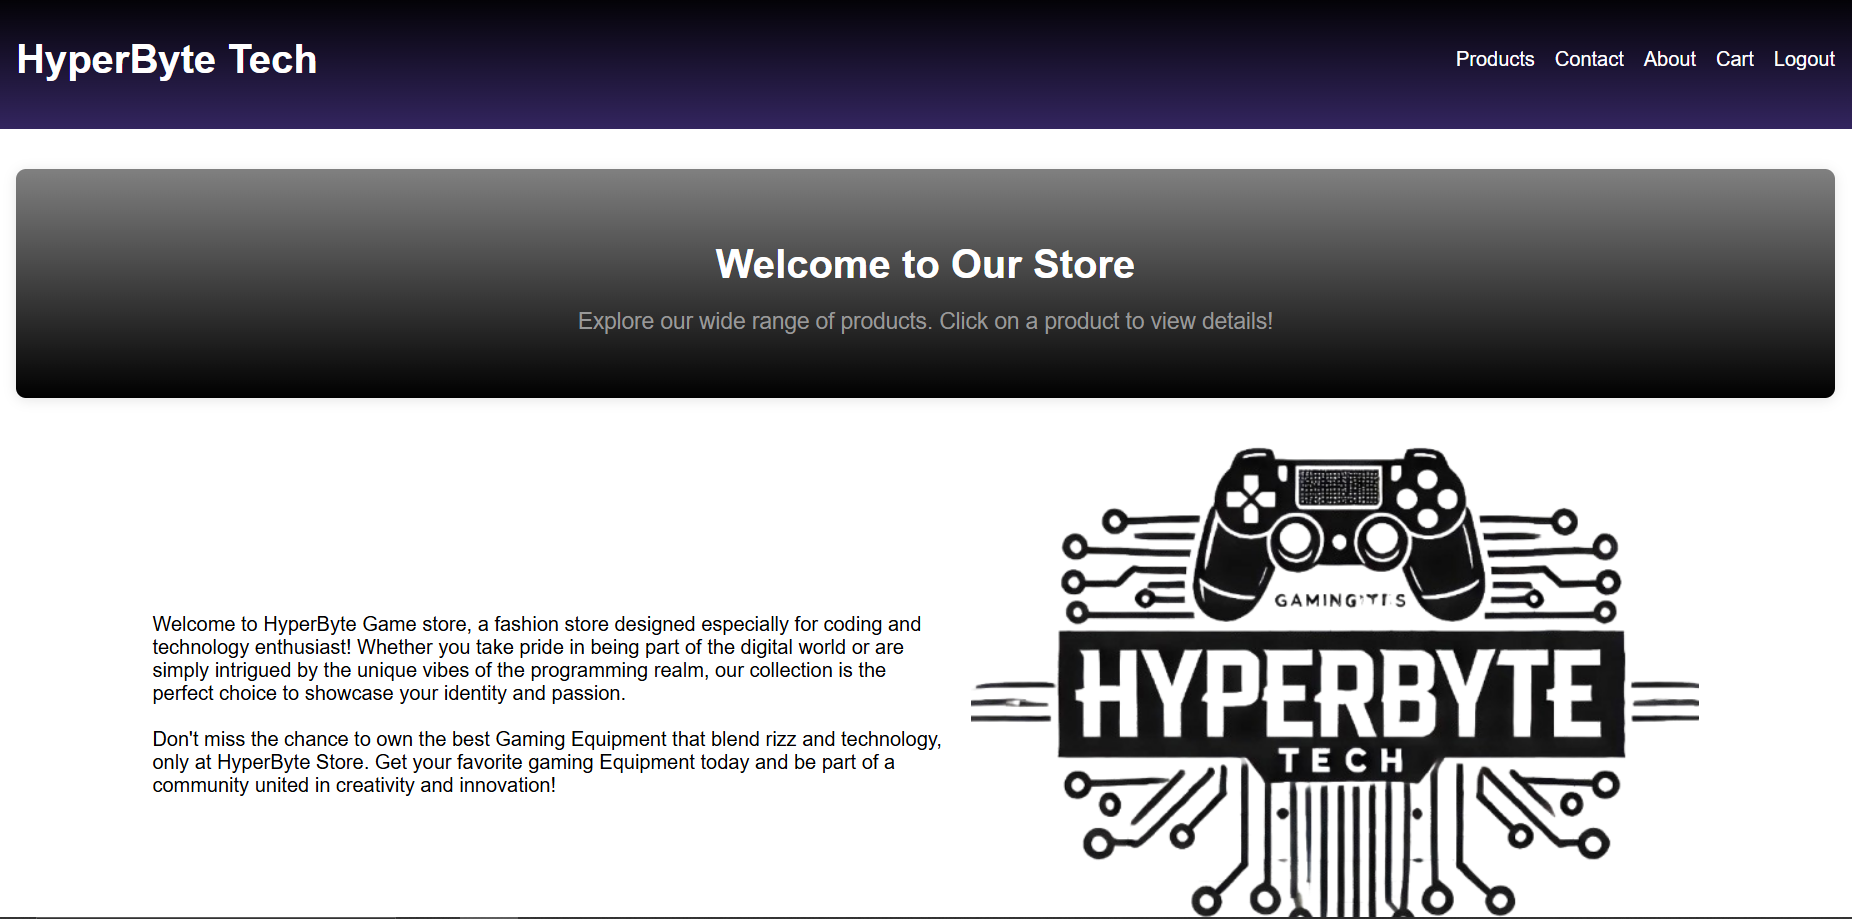 HyperByte Tech
Products Contact About Cart Logout
Welcome to Our Store
Explore our wide range of products. Click on a product to view details!
Welcome to HyperByte Game store, a fashion store designed especially for coding and
technology enthusiast! Whether you take pride in being part of the digital world or are
simply intrigued by the unique vibes of the programming realm, our collection is the
perfect choice to showcase your identity and passion.
Don't miss the chance to own the best Gaming Equipment that blend rizz and technology,
only at HyperByte Store. Get your favorite gaming Equipment today and be part of a
community united in creativity and innovation!
HYPERBYTE
TECH